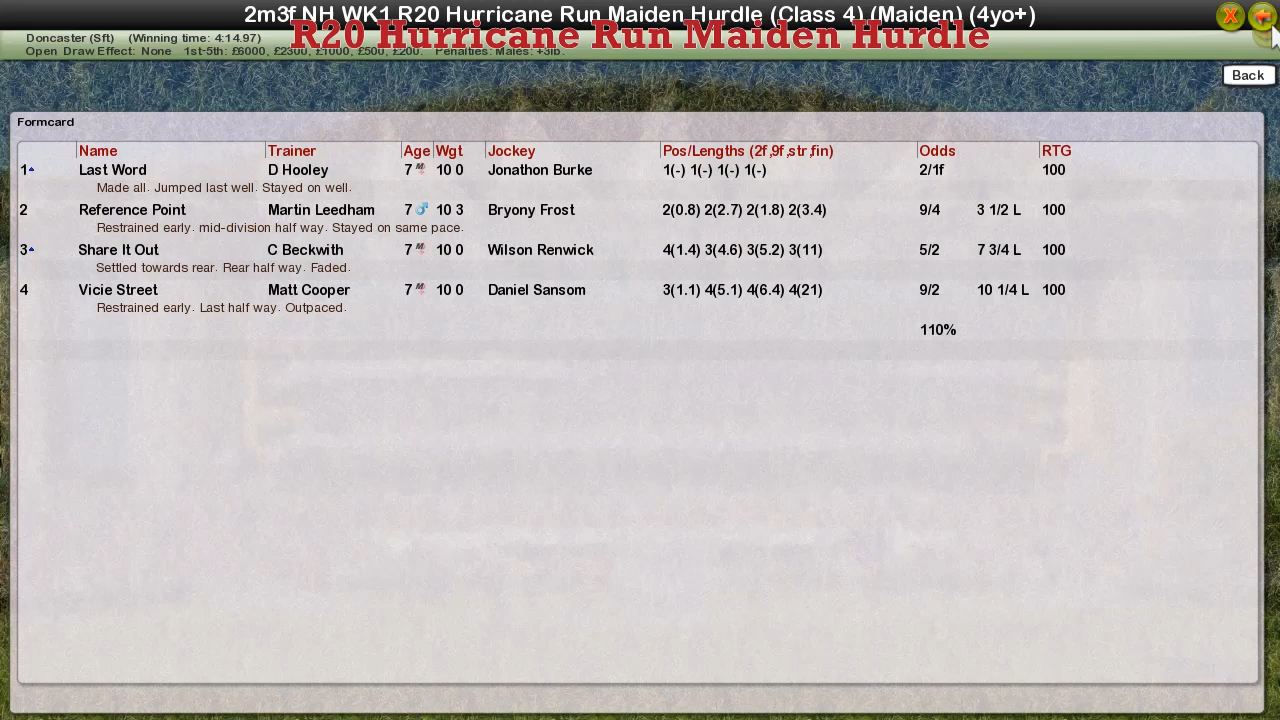 2m3f NH WK1 R20 Hurricane Run Maiden Hurdle (Class 4) (Maiden) (4yo+)
R20 Hurricane Run Maiden Hurdle
Doncaster (Sft) (Winning time: 4:14.97)
Open Draw Effect: None 1st-5th: £6000, £2300, £1000, £500, £200. Penalties: Males: +3lb.
X
Back
Formcard
Name Trainer Age Wgt Jockey Pos/Lengths (2f,9f,str,fin) Odds RTG
1 Last Word D Hooley 7 M 10 0 Jonathon Burke 1(-) 1(-) 1(-) 1(-) 2/1f 100
Made all. Jumped last well. Stayed on well.
2 Reference Point Martin Leedham 7 ♂ 10 3 Bryony Frost 2(0.8) 2(2.7) 2(1.8) 2(3.4) 9/4 3 1/2 L 100
Restrained early. mid-division half way. Stayed on same pace.
3 Share It Out C Beckwith 7 M 10 0 Wilson Renwick 4(1.4) 3(4.6) 3(5.2) 3(11) 5/2 7 3/4 L 100
Settled towards rear. Rear half way. Faded.
4 Vicie Street Matt Cooper 7 M 10 0 Daniel Sansom 3(1.1) 4(5.1) 4(6.4) 4(21) 9/2 10 1/4 L 100
Restrained early. Last half way. Outpaced.
110%